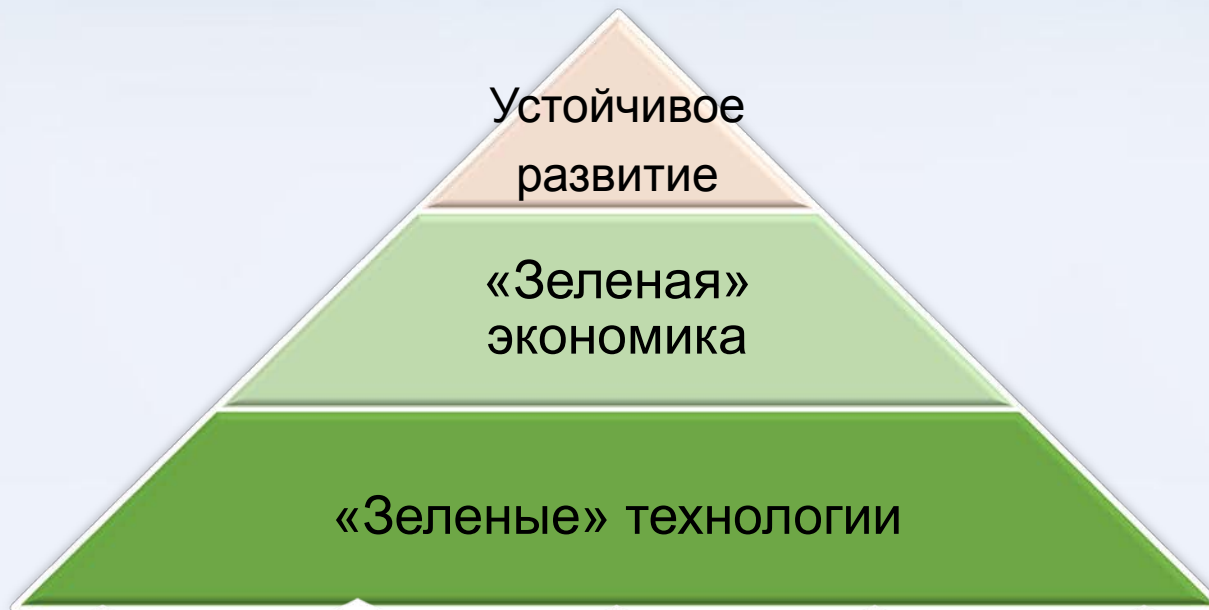 Устойчивое
развитие
«Зеленая»
экономика
«Зеленые» технологии